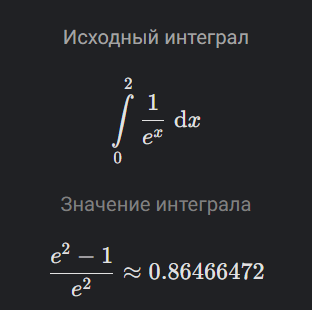 Исходный интеграл
∫₀² 1/eˣ dx
Значение интеграла
(e² − 1)/e² ≈ 0.86466472